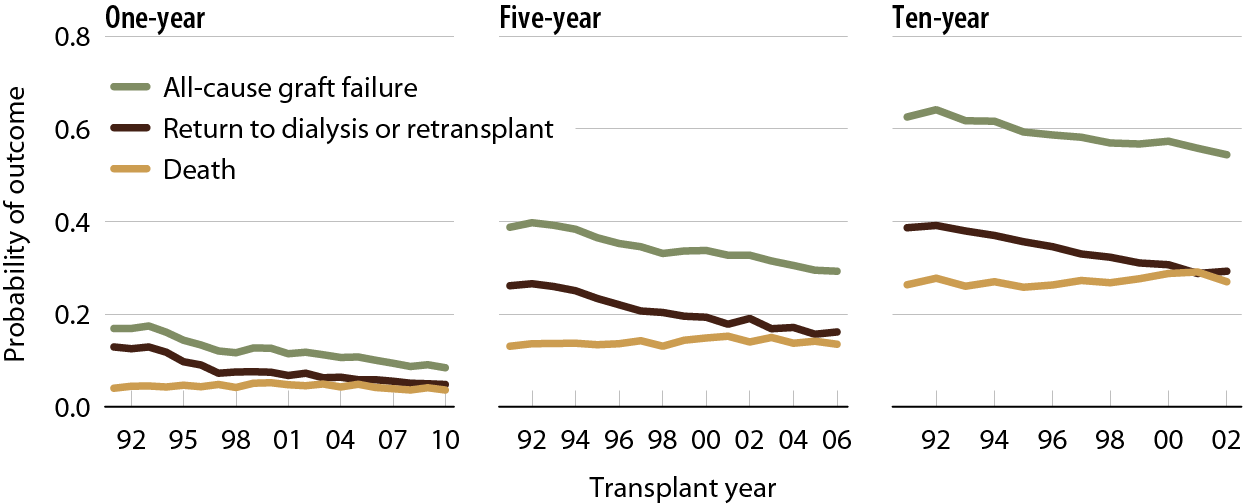 One-year
Five-year
Ten-year
Probability of outcome
0.8
0.6
0.4
0.2
0.0
All-cause graft failure
Return to dialysis or retransplant
Death
92 95 98 01 04 07 10
92 94 96 98 00 02 04 06
92 94 96 98 00 02
Transplant year